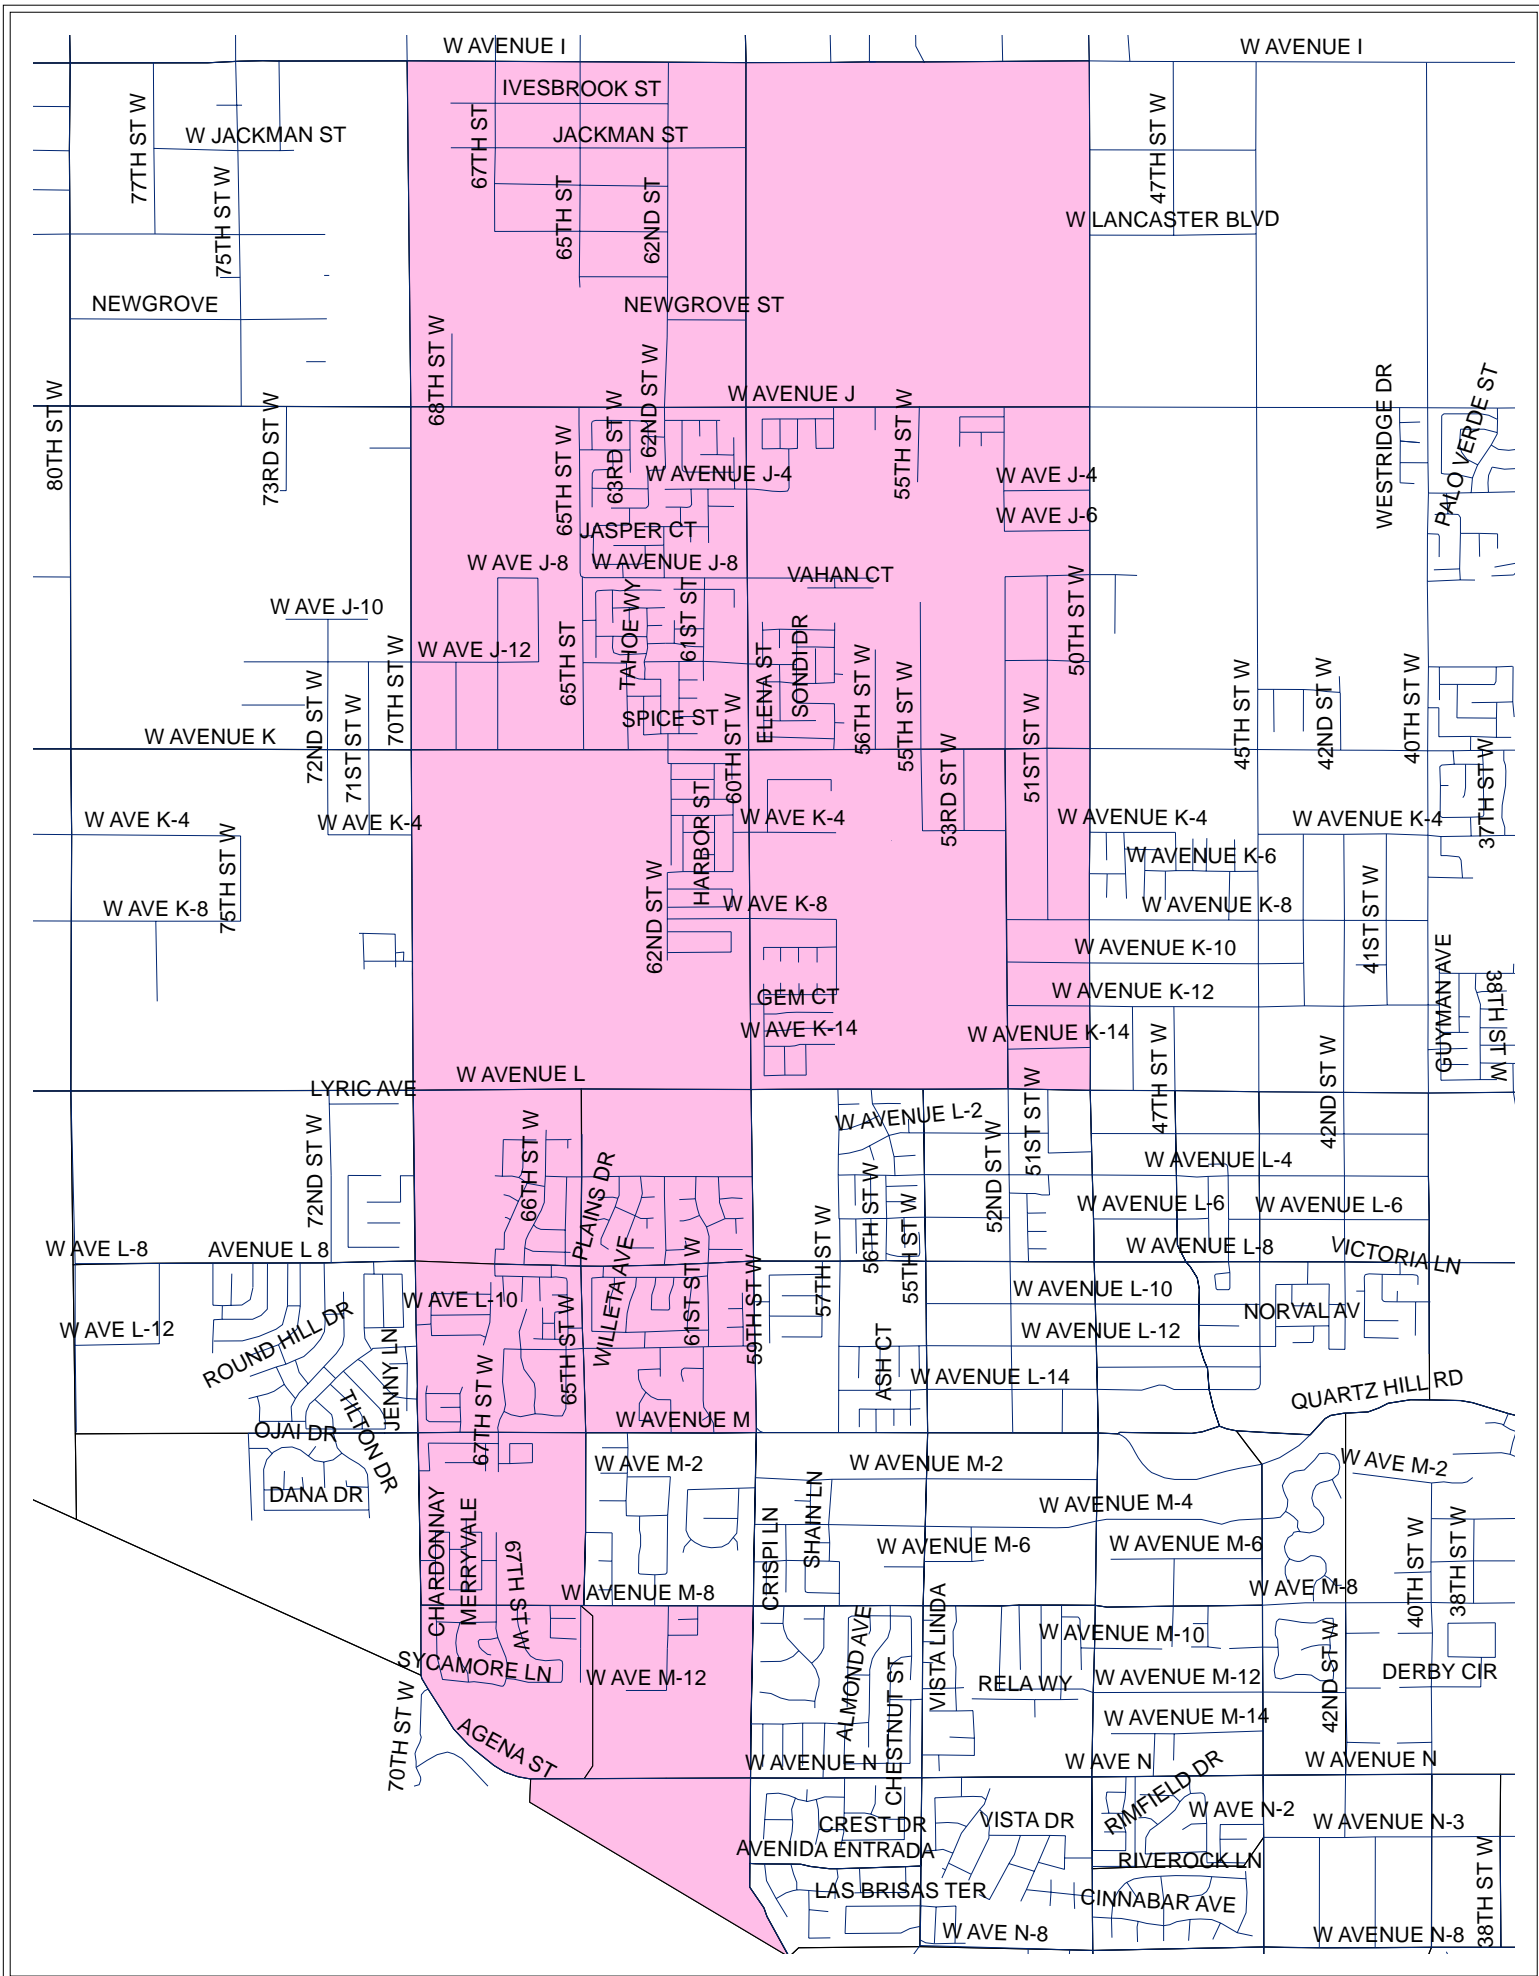 W AVENUE I
W AVENUE I
IVESBROOK ST
77TH ST W
W JACKMAN ST
67TH ST
JACKMAN ST
47TH ST W
75TH ST W
65TH ST
62ND ST
W LANCASTER BLVD
NEWGROVE
NEWGROVE ST
68TH ST W
62ND ST W
W AVENUE J
80TH ST W
73RD ST W
65TH ST W
63RD ST W
W AVENUE J-4
55TH ST W
W AVE J-4
WESTRIDGE DR
PALO VERDE ST
W AVE J-6
JASPER CT
W AVE J-8
W AVENUE J-8
VAHAN CT
W AVE J-10
TAHOE WY
61ST ST
50TH ST W
W AVE J-12
70TH ST W
65TH ST
ELENA ST
SONDI DR
56TH ST W
55TH ST W
SPICE ST
W AVENUE K
72ND ST W
71ST ST W
60TH ST W
53RD ST W
51ST ST W
45TH ST W
42ND ST W
40TH ST W
37TH ST W
W AVE K-4
W AVE K-4
HARBOR ST
W AVE K-4
W AVENUE K-4
W AVENUE K-4
75TH ST W
W AVENUE K-6
W AVE K-8
62ND ST W
W AVE K-8
W AVENUE K-8
41ST ST W
W AVENUE K-10
GUYMAN AVE
38TH ST W
GEM CT
W AVENUE K-12
W AVE K-14
W AVENUE K-14
LYRIC AVE
W AVENUE L
47TH ST W
42ND ST W
51ST ST W
W AVENUE L-2
72ND ST W
66TH ST W
PLAINS DR
52ND ST W
W AVENUE L-4
56TH ST W
55TH ST W
W AVENUE L-6
W AVENUE L-6
W AVE L-8
AVENUE L 8
57TH ST W
W AVENUE L-8
VICTORIA LN
WILLETA AVE
61ST ST W
59TH ST W
W AVE L-10
W AVENUE L-10
NORVAL AV
W AVE L-12
ROUND HILL DR
65TH ST W
W AVENUE L-12
JENNY LN
67TH ST W
ASH CT
W AVENUE L-14
QUARTZ HILL RD
OJAI DR
TILTON DR
W AVENUE M
W AVE M-2
W AVENUE M-2
W AVE M-2
DANA DR
CHARDONNAY
MERRYVALE
CRISPI LN
SHAIN LN
W AVENUE M-4
67TH ST W
W AVENUE M-6
W AVENUE M-6
40TH ST W
38TH ST W
W AVENUE M-8
W AVE M-8
ALMOND AVE
VISTA LINDA
W AVENUE M-10
SYCAMORE LN
W AVE M-12
CHESTNUT ST
RELA WY
W AVENUE M-12
42ND ST W
DERBY CIR
70TH ST W
AGENA ST
W AVENUE M-14
W AVENUE N
W AVE N
W AVENUE N
RIMFIELD DR
CREST DR
VISTA DR
W AVE N-2
W AVENUE N-3
AVENIDA ENTRADA
RIVEROCK LN
LAS BRISAS TER
CINNABAR AVE
38TH ST W
W AVE N-8
W AVENUE N-8